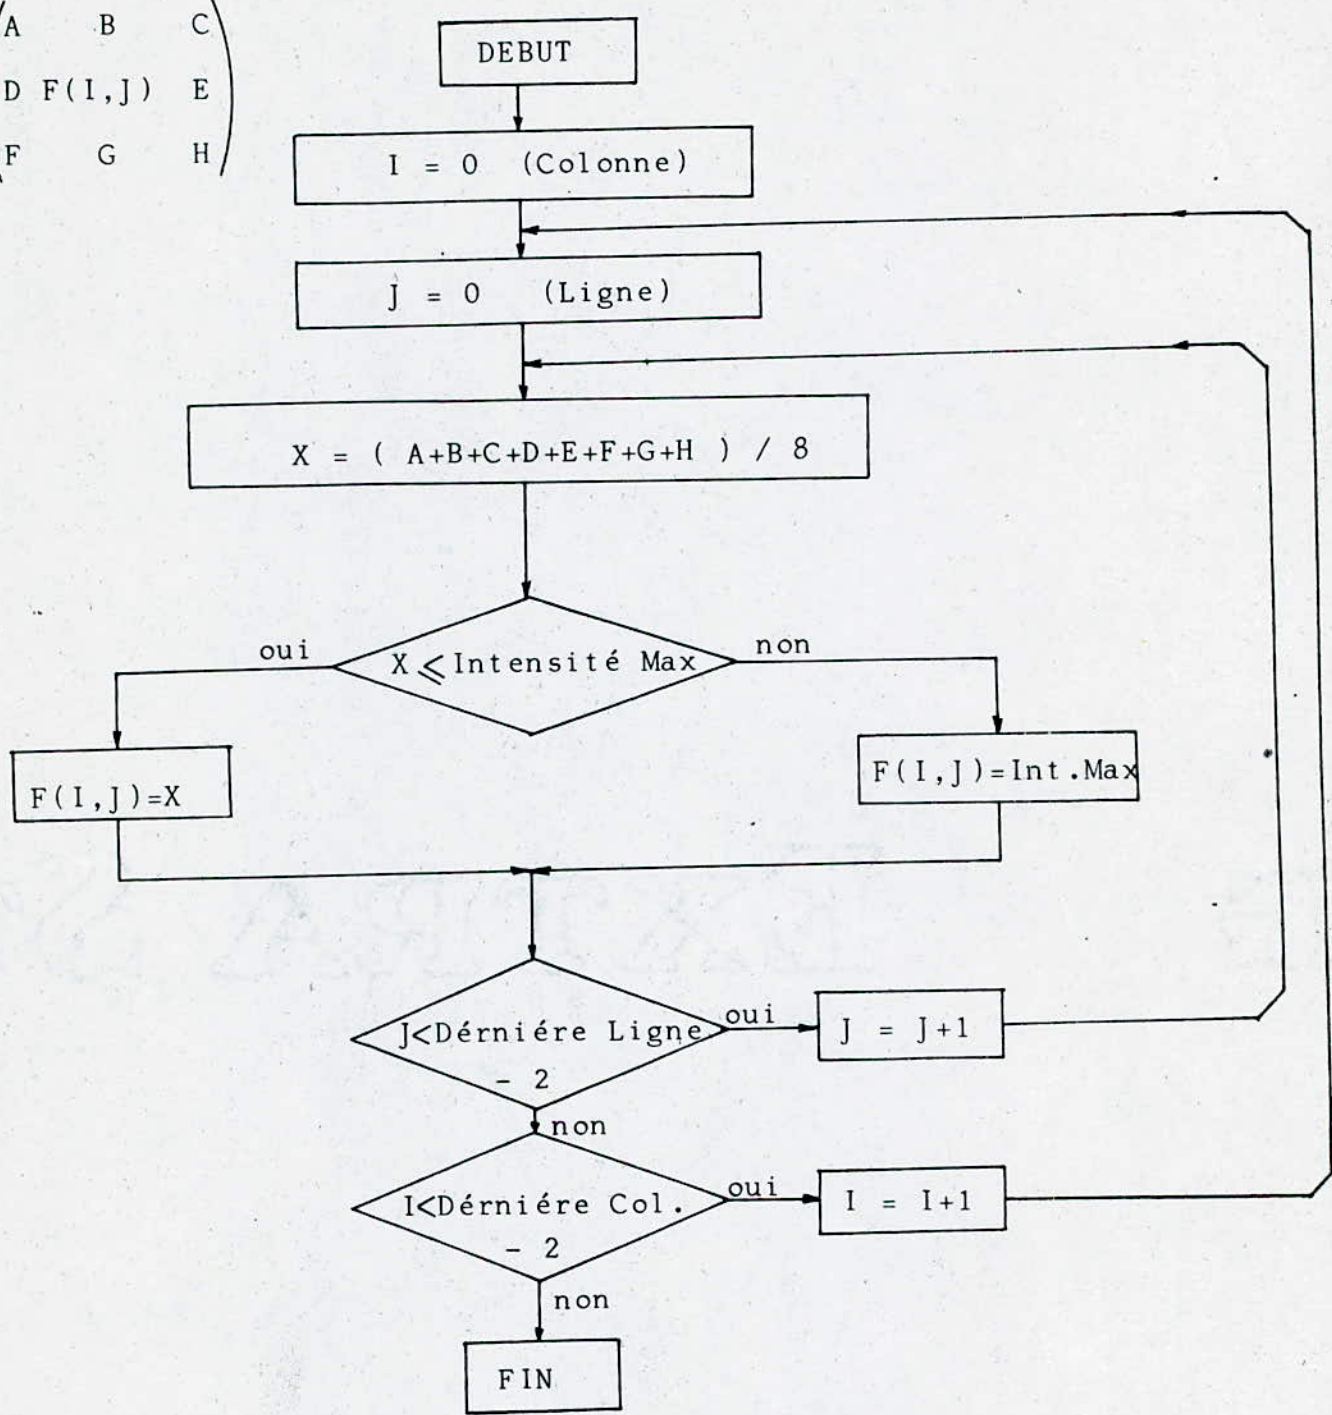 A B C
D F(I,J) E
F G H
DEBUT
I = 0 (Colonne)
J = 0 (Ligne)
X = ( A+B+C+D+E+F+G+H ) / 8
oui
X ⩽ Intensité Max
non
F(I,J)=X
F(I,J)=Int.Max
J<Dérniére Ligne
- 2
oui
J = J+1
non
I<Dérniére Col.
- 2
oui
I = I+1
non
FIN